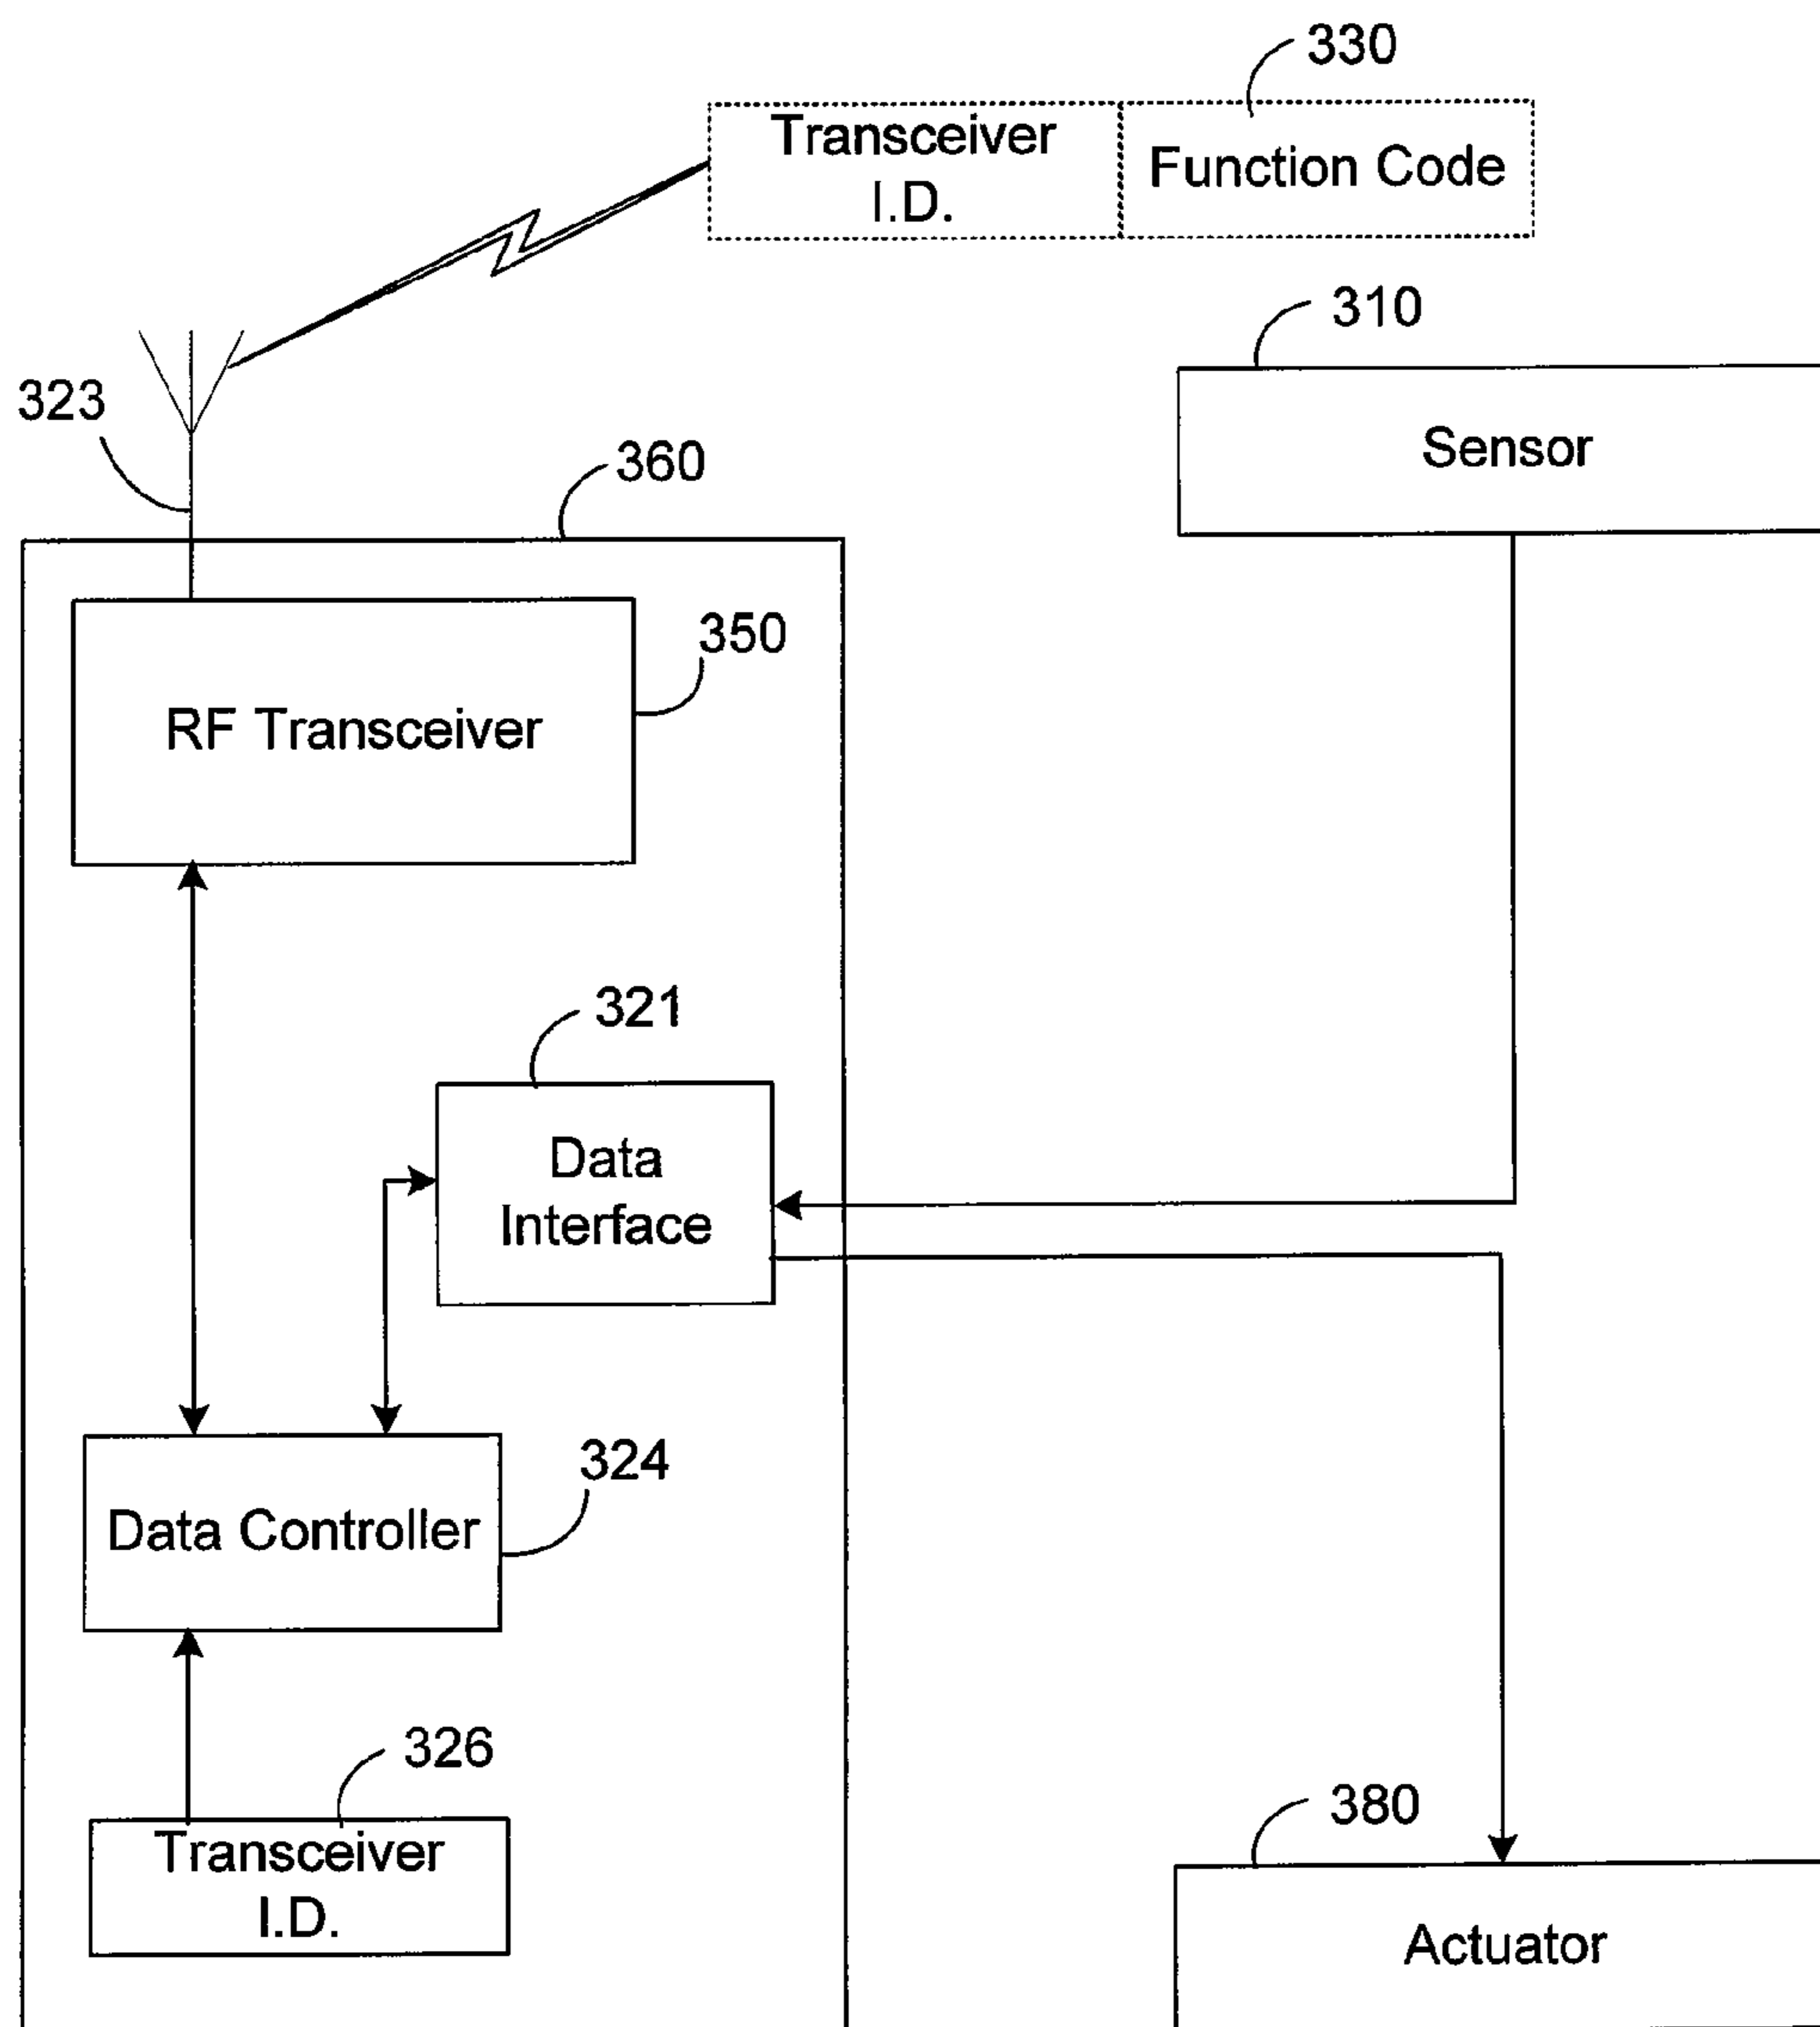 330
Transceiver
I.D.
Function Code
310
323
Sensor
360
350
RF Transceiver
321
Data
Interface
324
Data Controller
326
380
Transceiver
I.D.
Actuator